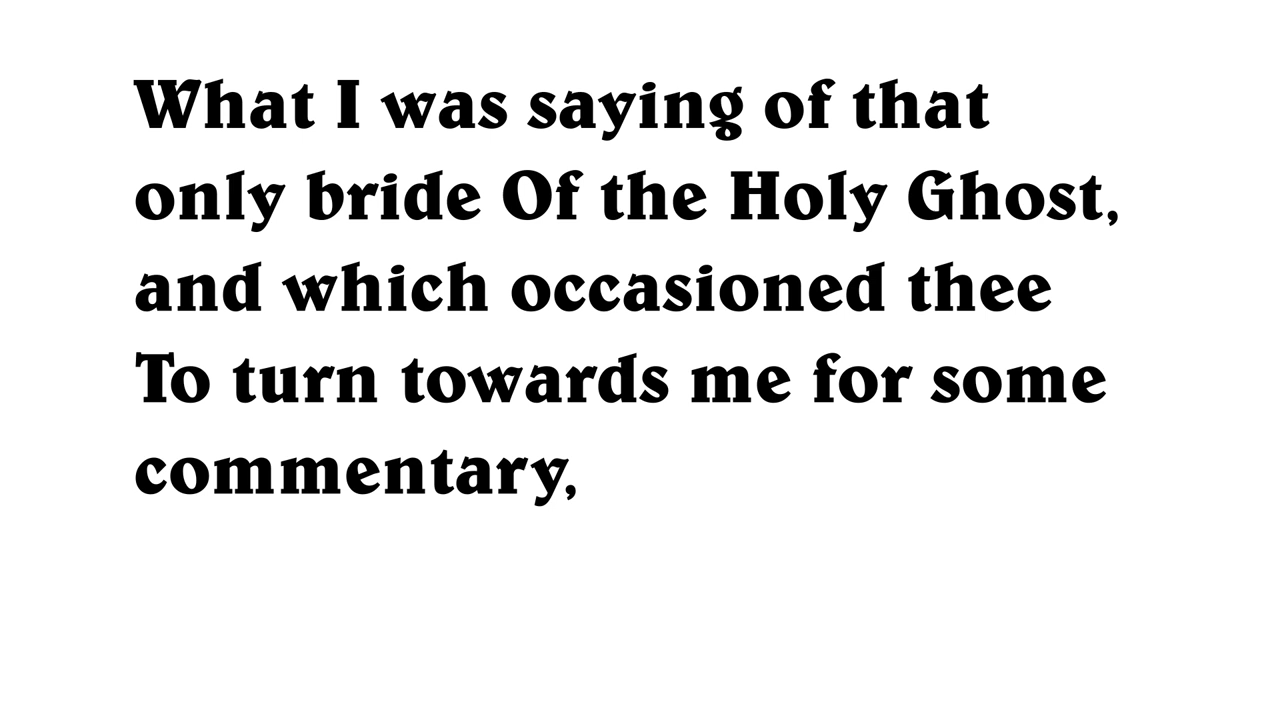 What I was saying of that
only bride Of the Holy Ghost,
and which occasioned thee
To turn towards me for some
commentary,